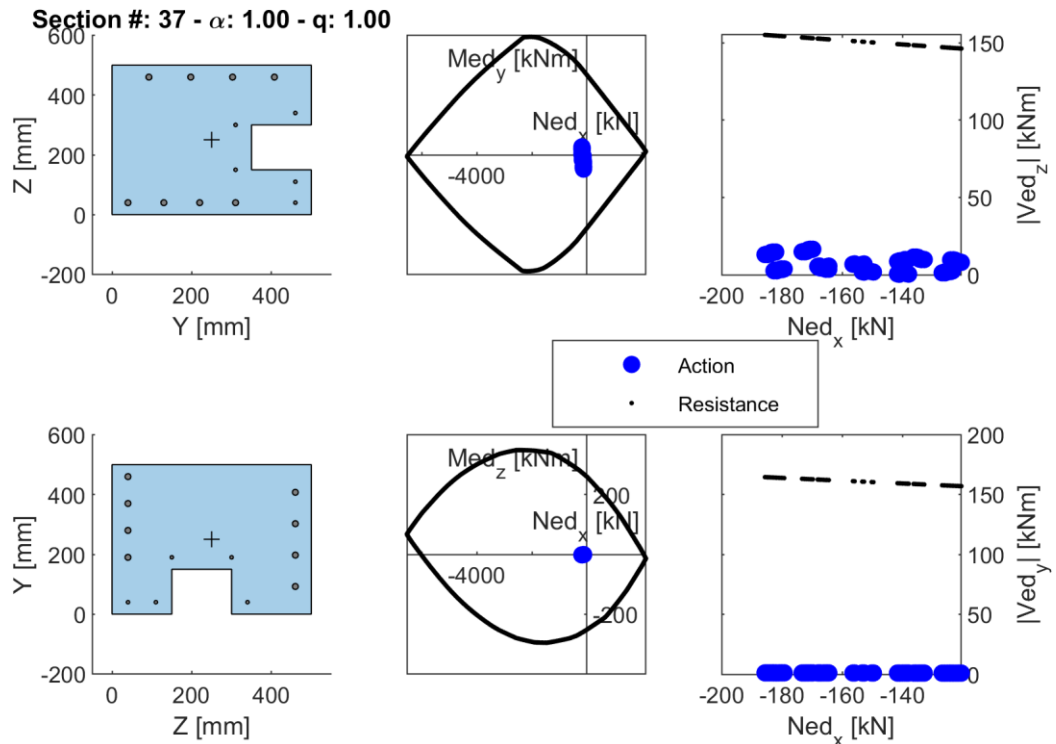 Section #: 37 - α: 1.00 - q: 1.00
600
400
200
0
-200
Z [mm]
0
200
400
Y [mm]
Med_y [kNm]
Ned_x [kN]
-4000
150
100
50
0
|Ved_z| [kNm]
-200
-180
-160
-140
Ned_x [kN]
Action
Resistance
600
400
200
0
-200
Y [mm]
0
200
400
Z [mm]
Med_z [kNm]
200
Ned_x [kN]
-4000
-200
200
150
100
50
0
|Ved_y| [kNm]
-200
-180
-160
-140
Ned_x [kN]